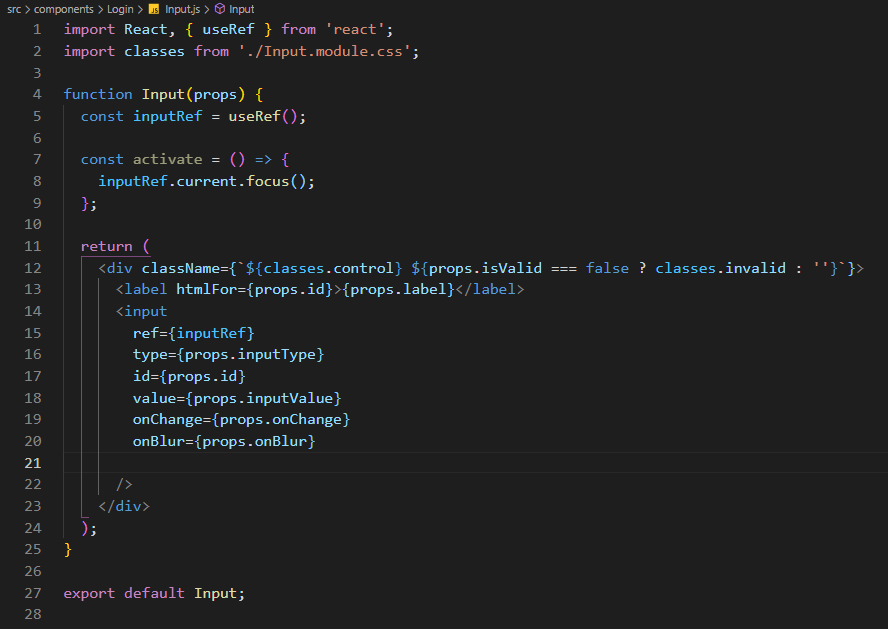 src > components > Login > JS Input.js > Input
1 import React, { useRef } from 'react';
2 import classes from './Input.module.css';
3
4 function Input(props) {
5   const inputRef = useRef();
6
7   const activate = () => {
8     inputRef.current.focus();
9   };
10
11   return (
12     <div className={`${classes.control} ${props.isValid === false ? classes.invalid : ''}`}>
13       <label htmlFor={props.id}>{props.label}</label>
14       <input
15         ref={inputRef}
16         type={props.inputType}
17         id={props.id}
18         value={props.inputValue}
19         onChange={props.onChange}
20         onBlur={props.onBlur}
21
22       />
23     </div>
24   );
25 }
26
27 export default Input;
28